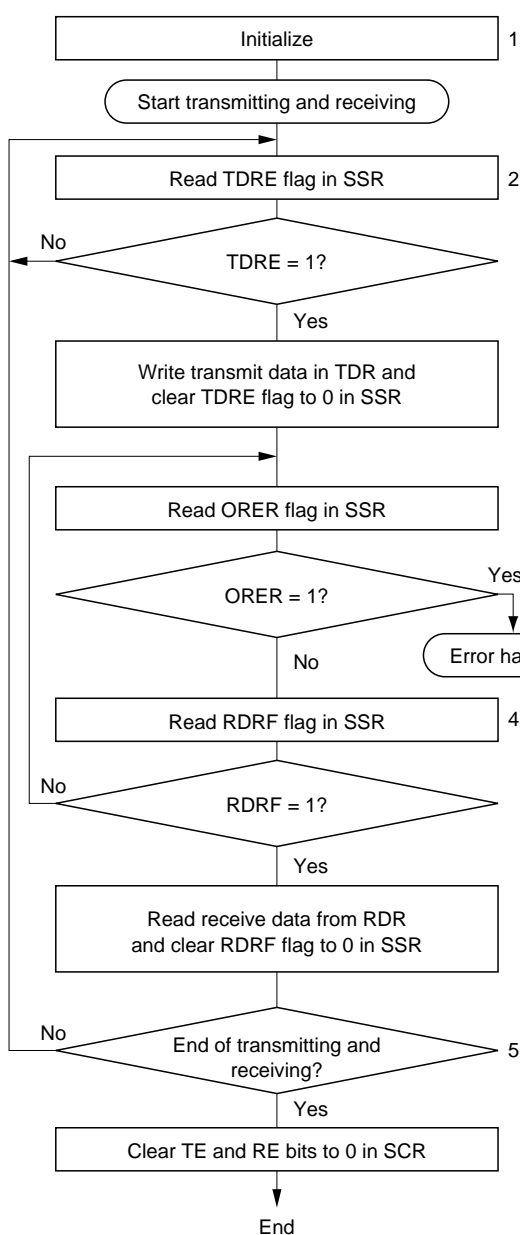 Initialize
1
Start transmitting and receiving
Read TDRE flag in SSR
2
No
TDRE = 1?
Yes
Write transmit data in TDR and
clear TDRE flag to 0 in SSR
Read ORER flag in SSR
ORER = 1?
Yes
Error ha
No
Read RDRF flag in SSR
4
No
RDRF = 1?
Yes
Read receive data from RDR
and clear RDRF flag to 0 in SSR
No
End of transmitting and
receiving?
5
Yes
Clear TE and RE bits to 0 in SCR
End